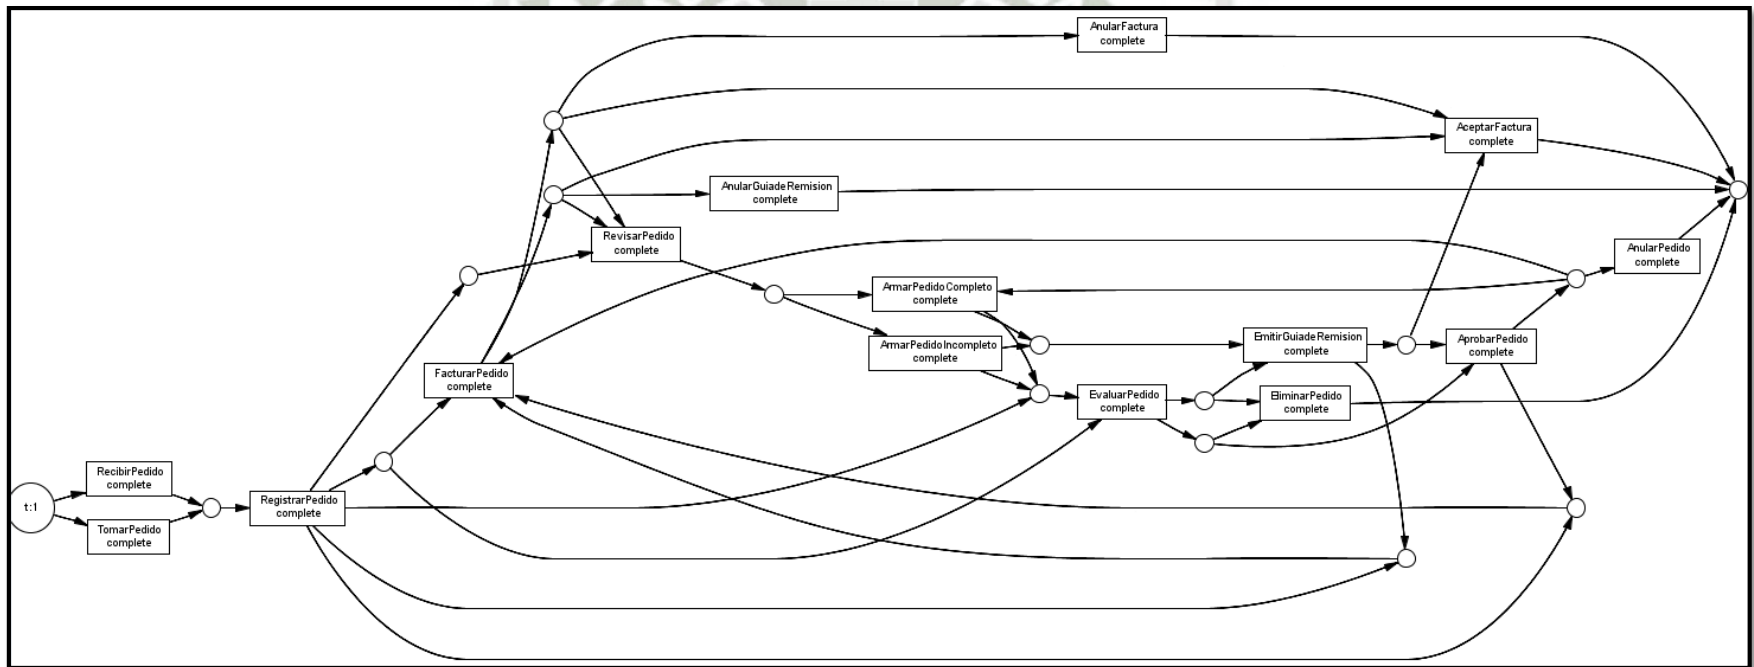 AnularFactura
complete
AceptarFactura
complete
AnularGuiadeRemision
complete
RevisarPedido
complete
AnularPedido
complete
ArmarPedidoCompleto
complete
ArmarPedidoIncompleto
complete
EmitirGuiadeRemision
complete
AprobarPedido
complete
FacturarPedido
complete
EvaluarPedido
complete
EliminarPedido
complete
RecibirPedido
complete
t:1
RegistrarPedido
complete
TomarPedido
complete